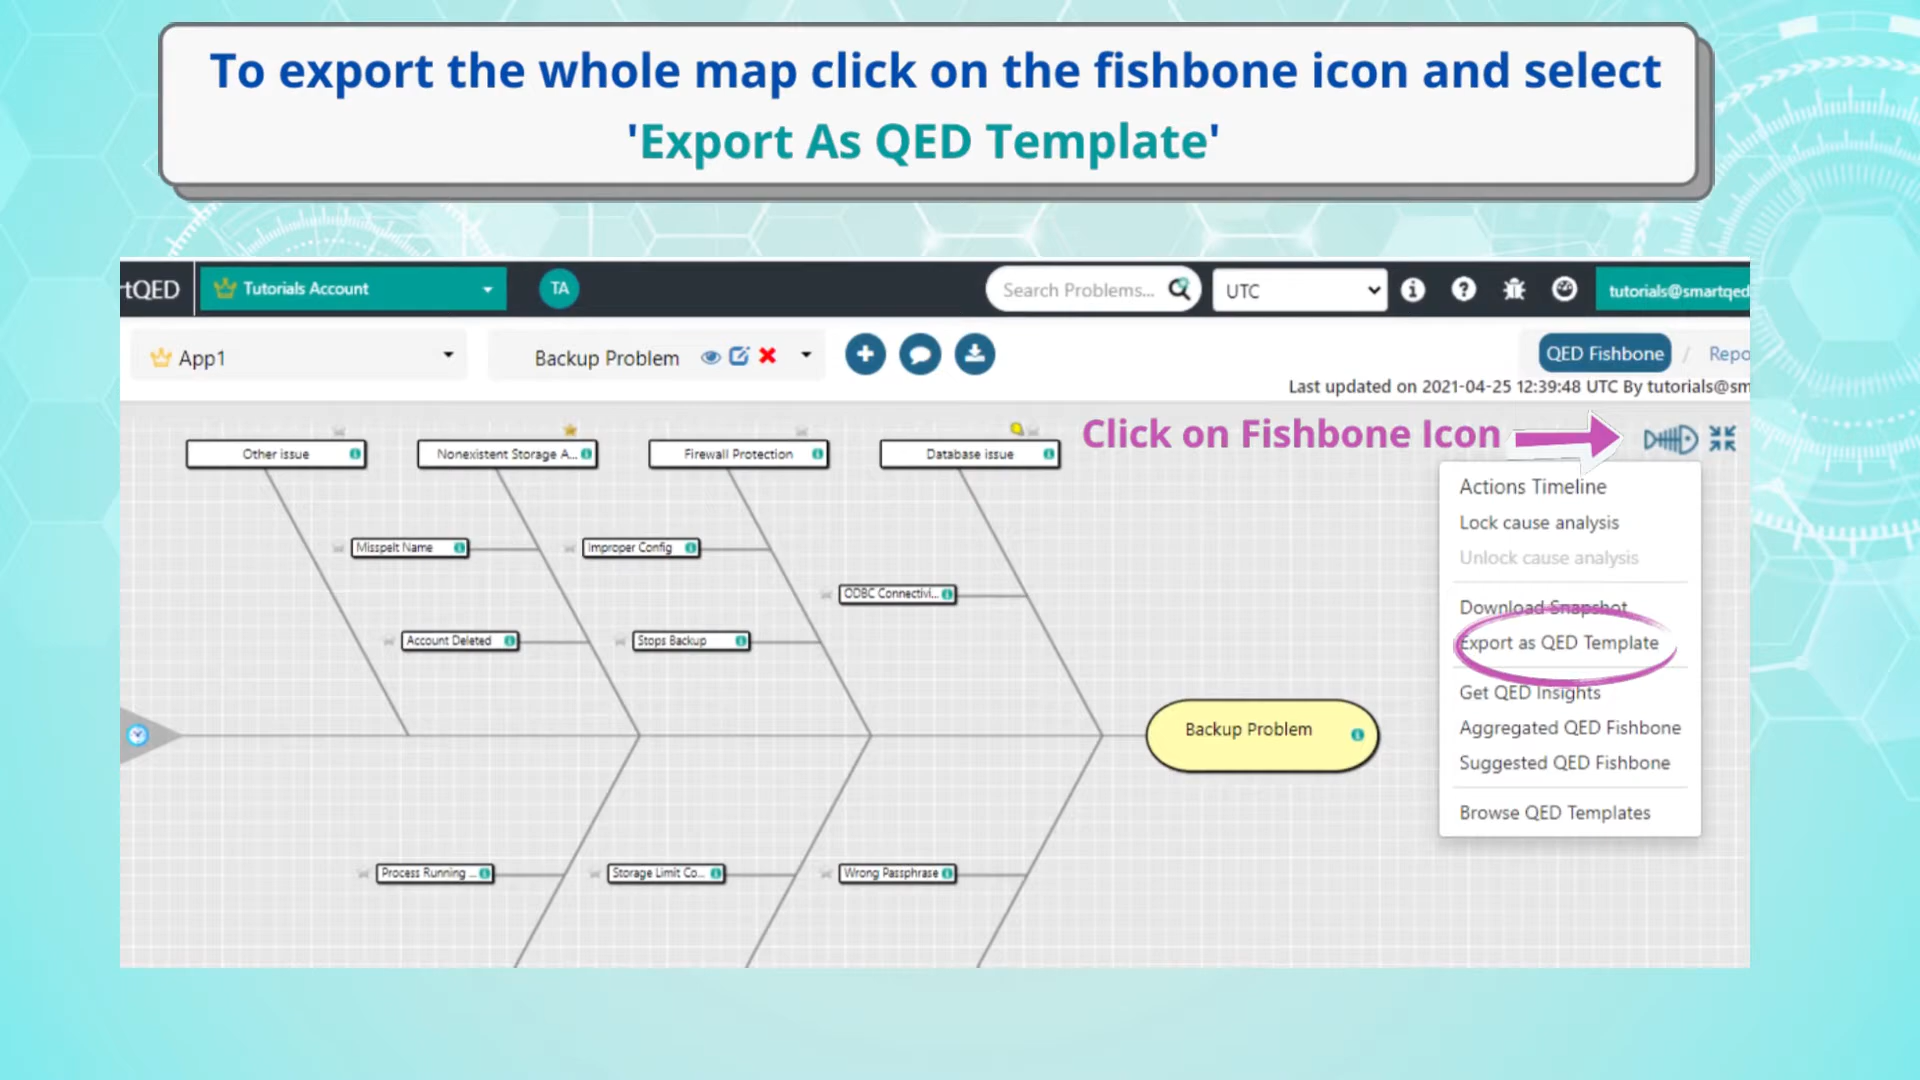 To export the whole map click on the fishbone icon and select
'Export As QED Template'
tQED
Tutorials Account
TA
Search Problems...
UTC
tutorials@smartqed
App1
Backup Problem
QED Fishbone / Repo
Last updated on 2021-04-25 12:39:48 UTC By tutorials@sm
Click on Fishbone Icon
Other issue
Nonexistent Storage A...
Firewall Protection
Database issue
Actions Timeline
Lock cause analysis
Unlock cause analysis
Download Snapshot
Export as QED Template
Get QED Insights
Aggregated QED Fishbone
Suggested QED Fishbone
Browse QED Templates
Misspelt Name
Improper Config
ODBC Connectivi...
Account Deleted
Stops Backup
Backup Problem
Process Running ...
Storage Limit Co...
Wrong Passphrase